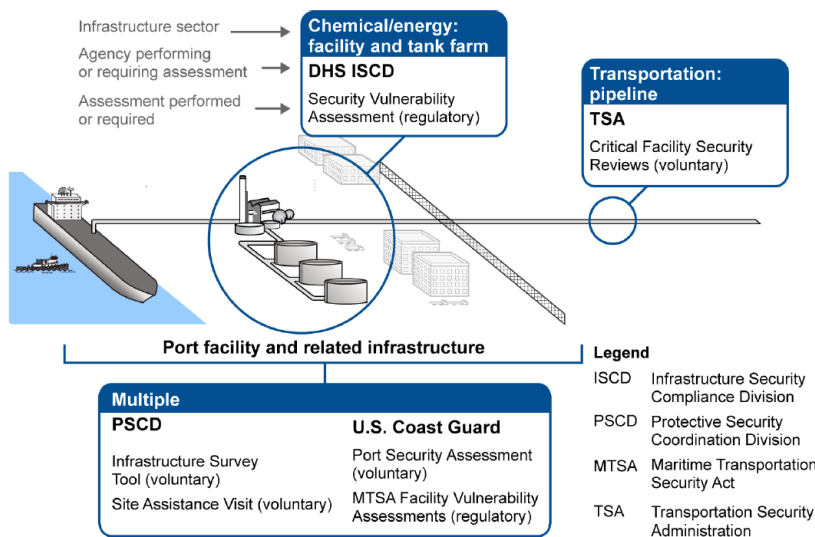 Infrastructure sector
Agency performing
or requiring assessment
Assessment performed
or required
Chemical/energy:
facility and tank farm
DHS ISCD
Security Vulnerability
Assessment (regulatory)
Transportation:
pipeline
TSA
Critical Facility Security
Reviews (voluntary)
Port facility and related infrastructure
Multiple
PSCD
Infrastructure Survey
Tool (voluntary)
Site Assistance Visit (voluntary)
U.S. Coast Guard
Port Security Assessment
(voluntary)
MTSA Facility Vulnerability
Assessments (regulatory)
Legend
ISCD Infrastructure Security
Compliance Division
PSCD Protective Security
Coordination Division
MTSA Maritime Transportation
Security Act
TSA Transportation Security
Administration